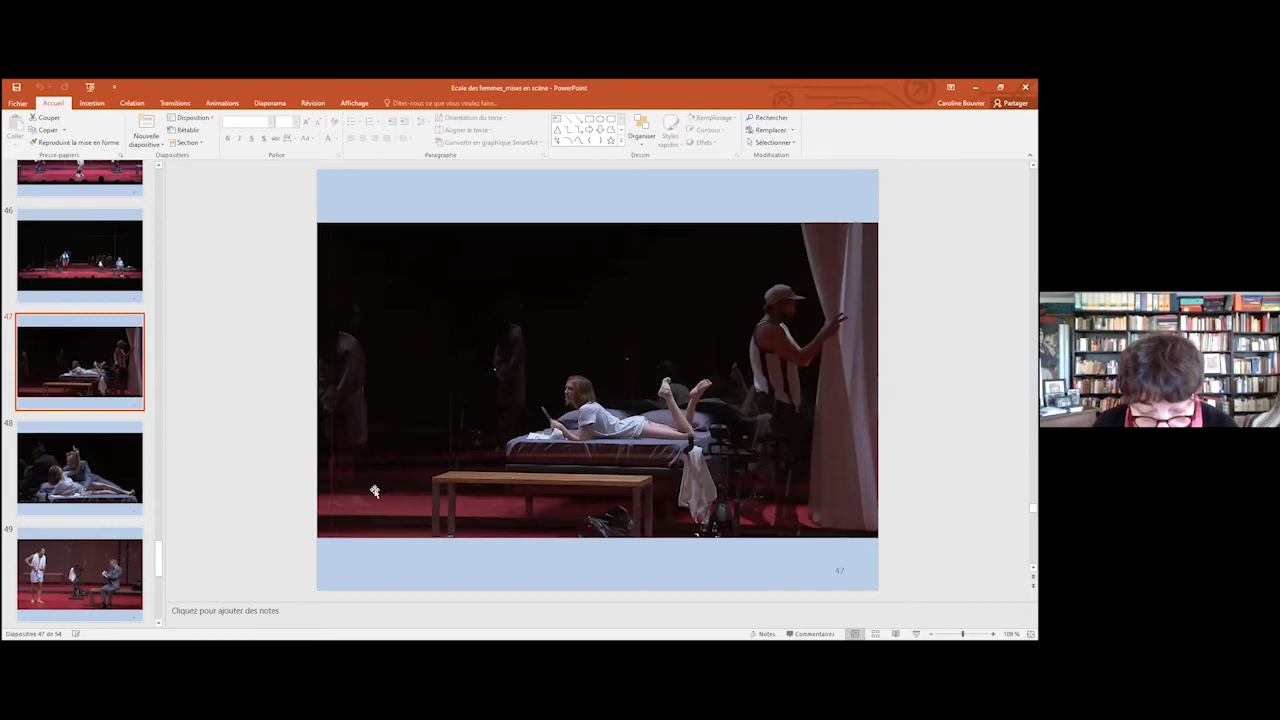 Ecole des femmes_mises en scène - PowerPoint
Fichier Accueil Insertion Création Transitions Animations Diaporama Révision Affichage Dites-nous ce que vous voulez faire. Caroline Bouvier Partager
Coller
Couper
Copier
Reproduire la mise en forme
Presse-papiers
Nouvelle diapositive
Disposition
Rétablir
Section
Diapositives
G I S S abc AV Aa A
Police
Orientation du texte
Aligner le texte
Convertir en graphique SmartArt
Paragraphe
Organiser
Styles rapides
Remplissage
Contour
Effets
Dessin
Rechercher
Remplacer
Sélectionner
Modification
46
47
48
49
47
Cliquez pour ajouter des notes
Diapositive 47 de 54 Notes Commentaires 109 %